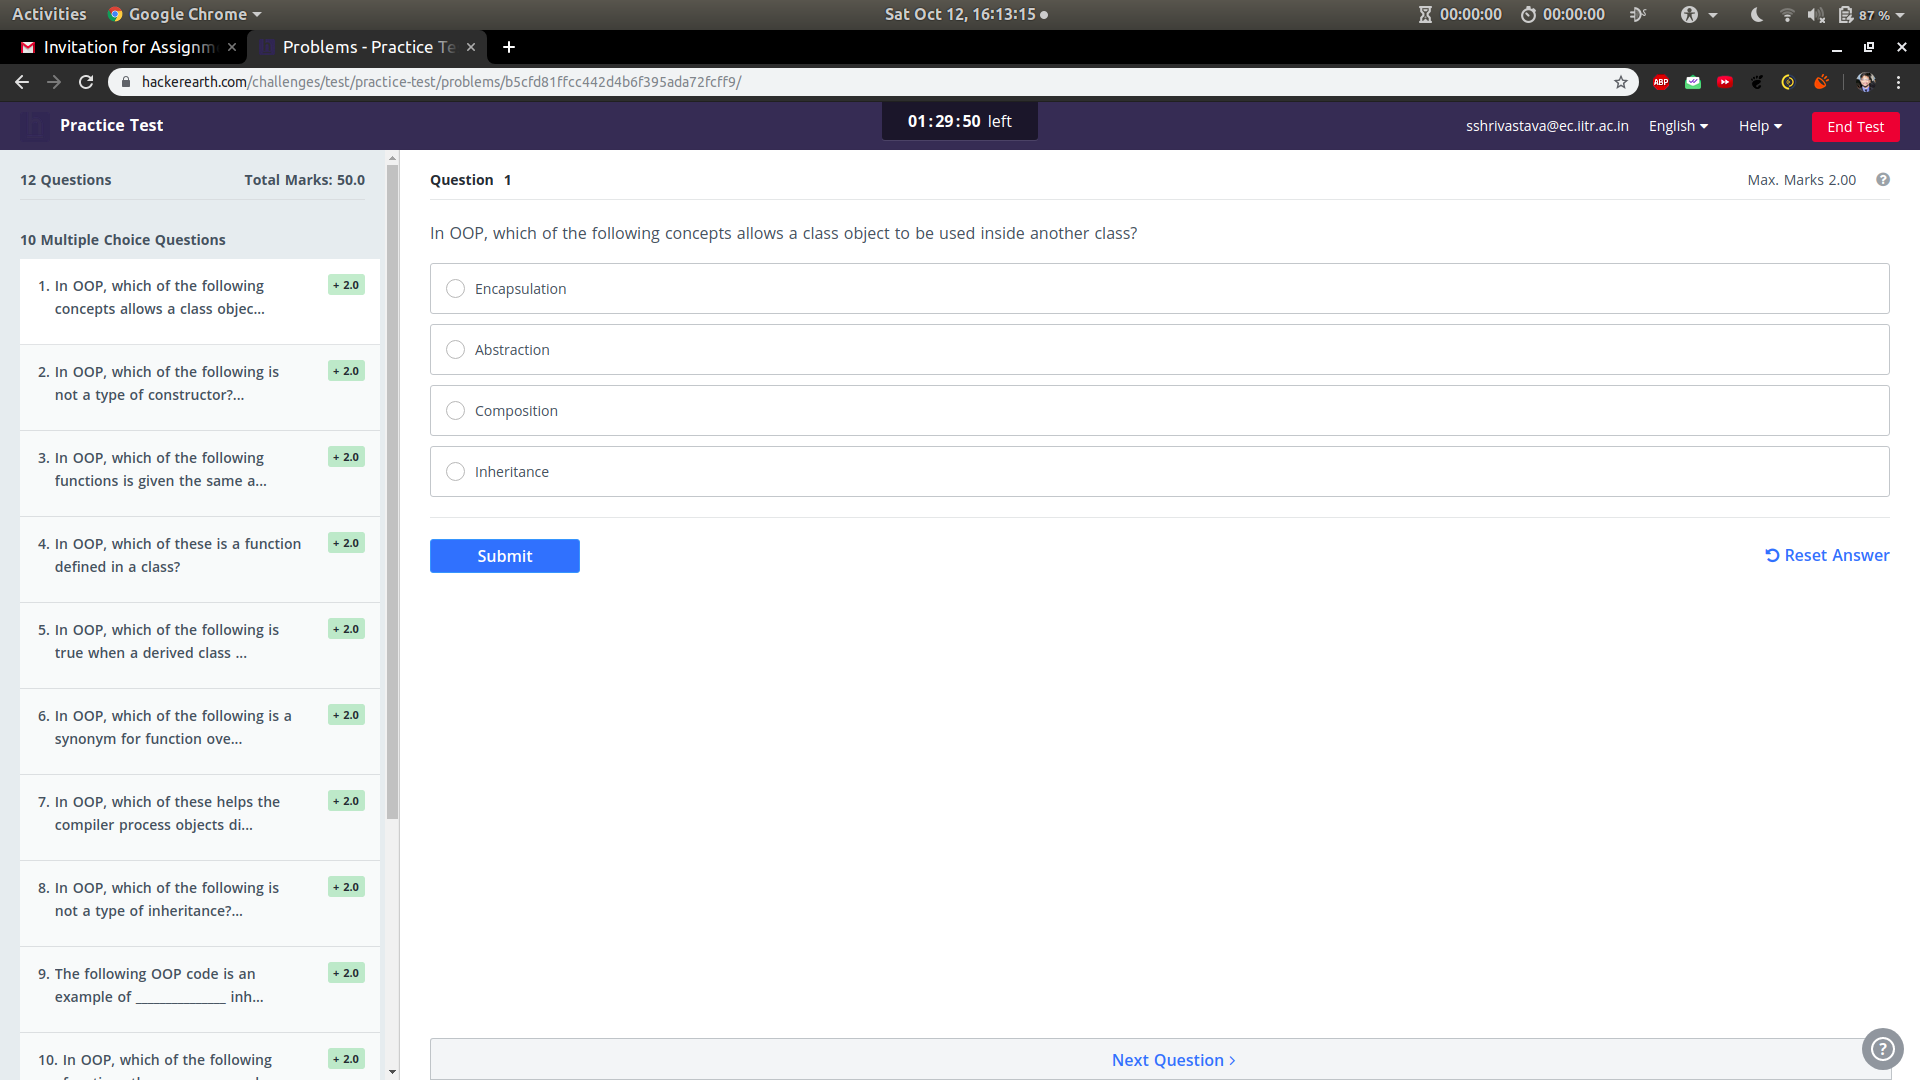 Activities
Google Chrome
Sat Oct 12, 16:13:15
00:00:00
00:00:00
87 %
Invitation for Assignm
Problems - Practice Te
hackerearth.com/challenges/test/practice-test/problems/b5cfd81ffcc442d4b6f395ada72fcff9/
ABP
Practice Test
01:29:50 left
sshrivastava@ec.iitr.ac.in
English
Help
End Test
12 Questions
Total Marks: 50.0
10 Multiple Choice Questions
1. In OOP, which of the following
concepts allows a class objec...
+ 2.0
2. In OOP, which of the following is
not a type of constructor?...
+ 2.0
3. In OOP, which of the following
functions is given the same a...
+ 2.0
4. In OOP, which of these is a function
defined in a class?
+ 2.0
5. In OOP, which of the following is
true when a derived class ...
+ 2.0
6. In OOP, which of the following is a
synonym for function ove...
+ 2.0
7. In OOP, which of these helps the
compiler process objects di...
+ 2.0
8. In OOP, which of the following is
not a type of inheritance?...
+ 2.0
9. The following OOP code is an
example of _______________ inh...
+ 2.0
10. In OOP, which of the following
+ 2.0
Question 1
Max. Marks 2.00
In OOP, which of the following concepts allows a class object to be used inside another class?
Encapsulation
Abstraction
Composition
Inheritance
Submit
Reset Answer
Next Question